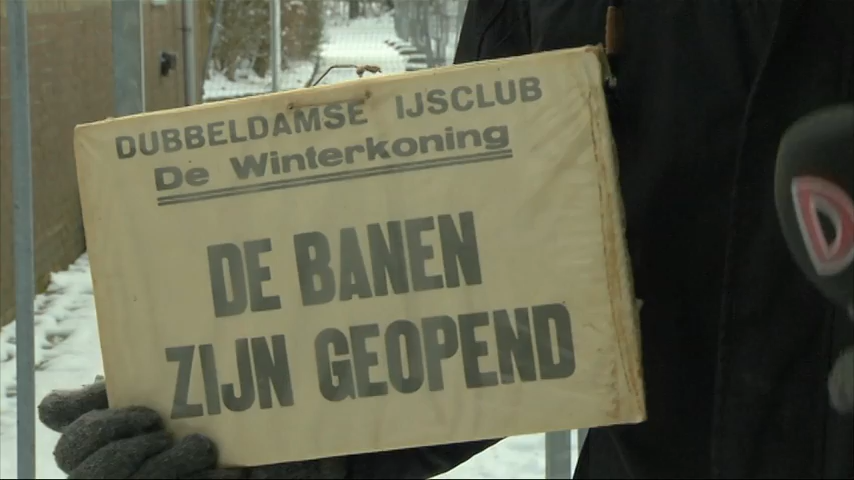 DUBBELDAMSE IJSCLUB
De Winterkoning
DE BANEN
ZIJN GEOPEND
D